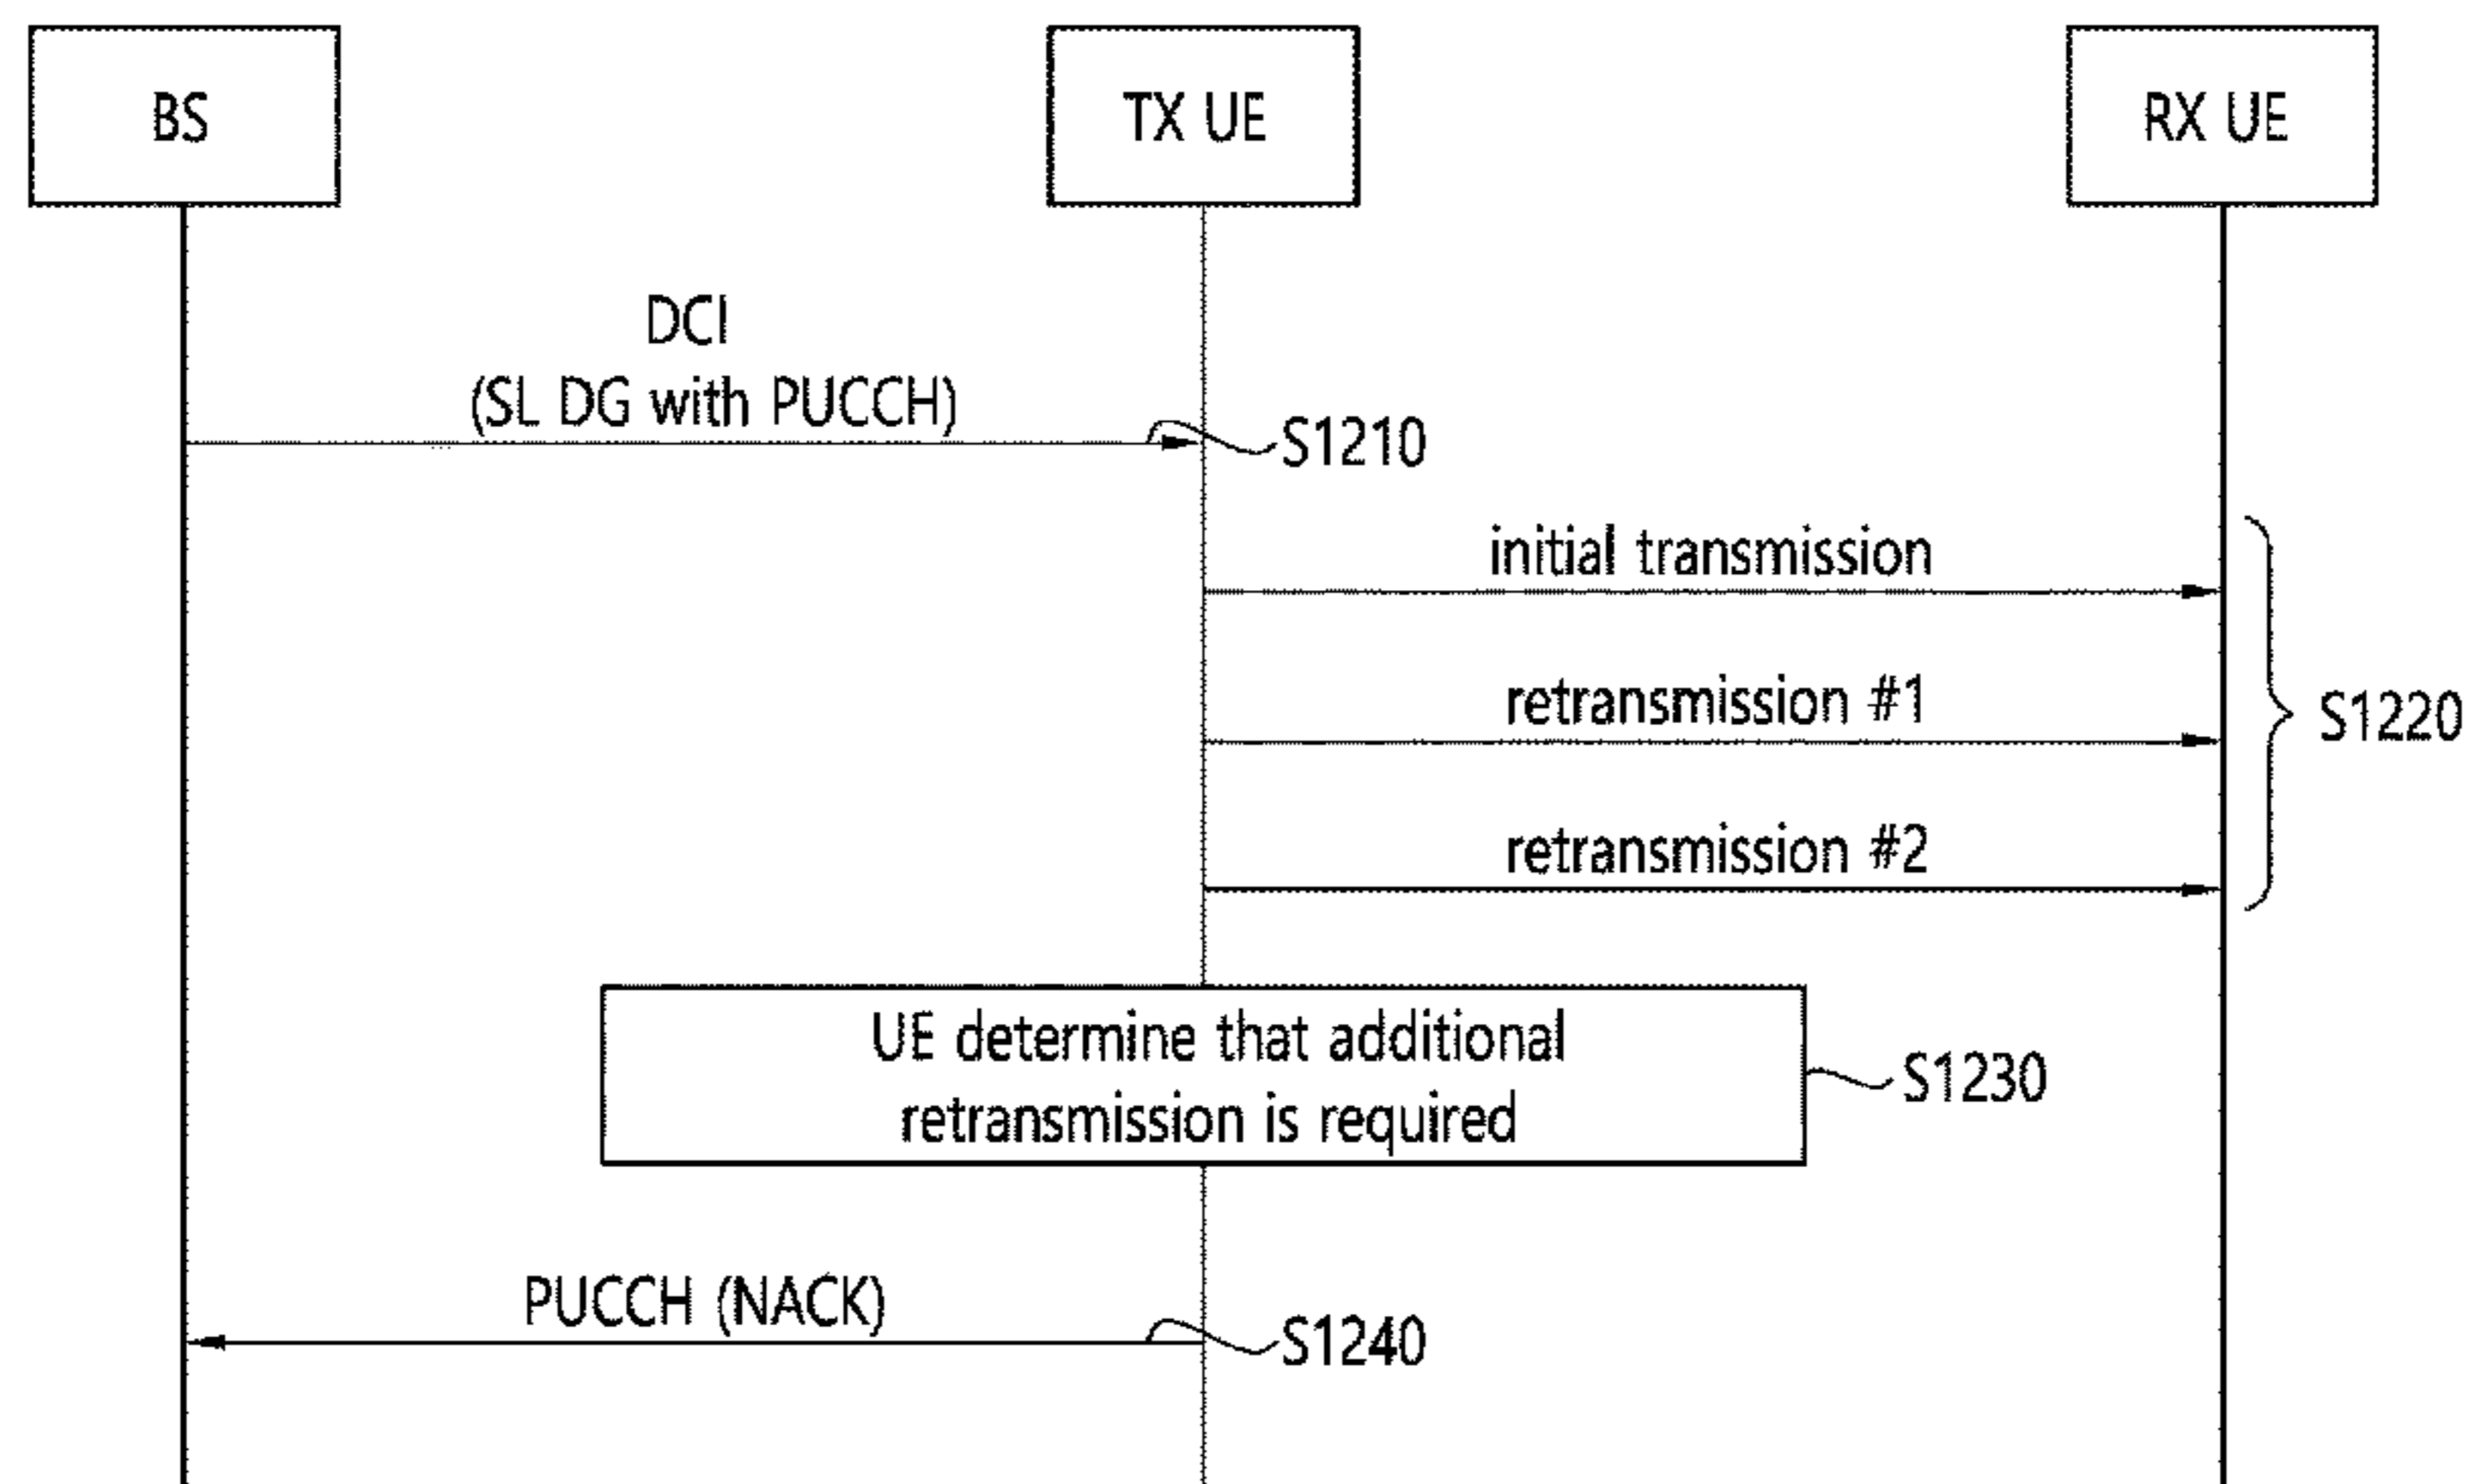 BS
TX UE
RX UE
DCI
(SL DG with PUCCH)
S1210
initial transmission
retransmission #1
S1220
retransmission #2
UE determine that additional
retransmission is required
S1230
PUCCH (NACK)
S1240